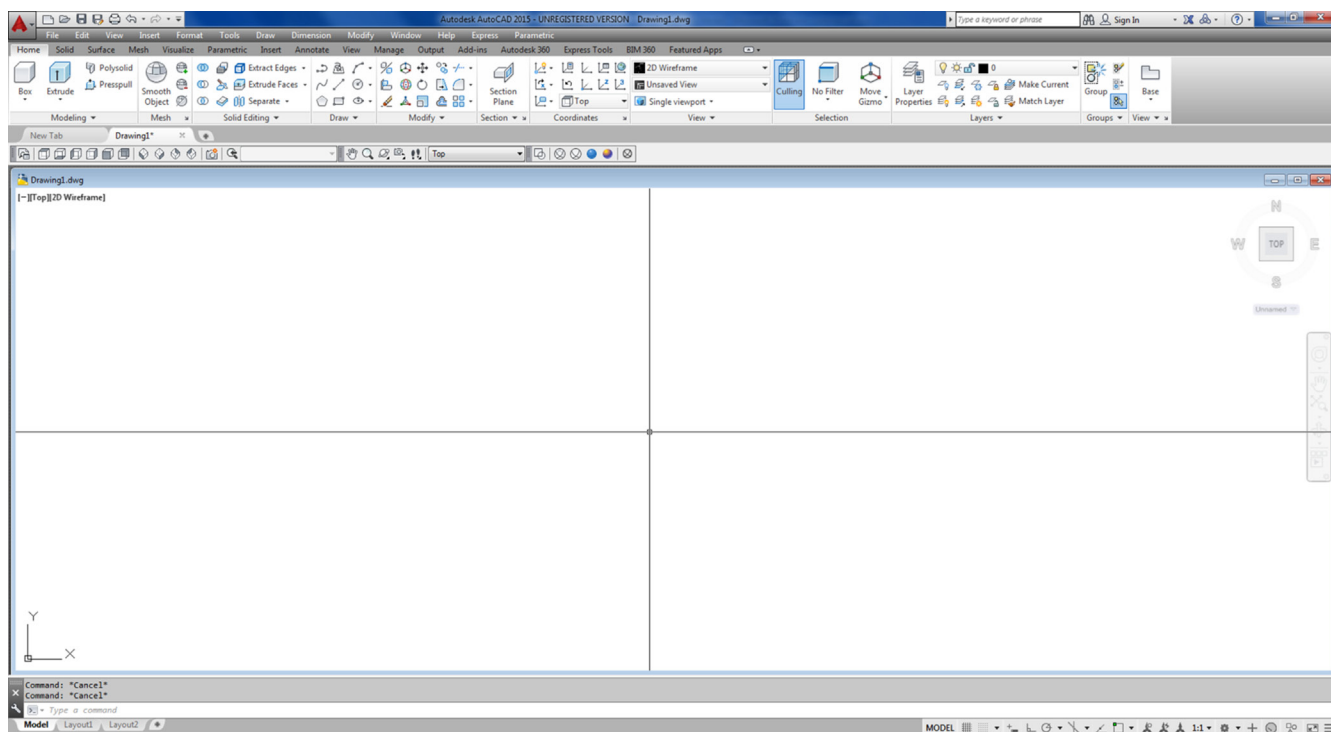 Autodesk AutoCAD 2015 - UNREGISTERED VERSION Drawing1.dwg Type a keyword or phrase Sign In
File Edit View Insert Format Tools Draw Dimension Modify Window Help Express Parametric
Home Solid Surface Mesh Visualize Parametric Insert Annotate View Manage Output Add-ins Autodesk 360 Express Tools BIM 360 Featured Apps
Polysolid Extract Edges 2D Wireframe 0
Presspull Extrude Faces Unsaved View Make Current
Box Extrude Smooth Object Separate Section Plane Top Single viewport Culling No Filter Move Gizmo Layer Properties Match Layer Group Base
Modeling Mesh Solid Editing Draw Modify Section Coordinates View Selection Layers Groups View
New Tab Drawing1*
Top
Drawing1.dwg
[−][Top][2D Wireframe]
N
W TOP E
S
Unnamed
Y
X
Command: *Cancel*
Command: *Cancel*
Type a command
Model Layout1 Layout2 MODEL 1:1